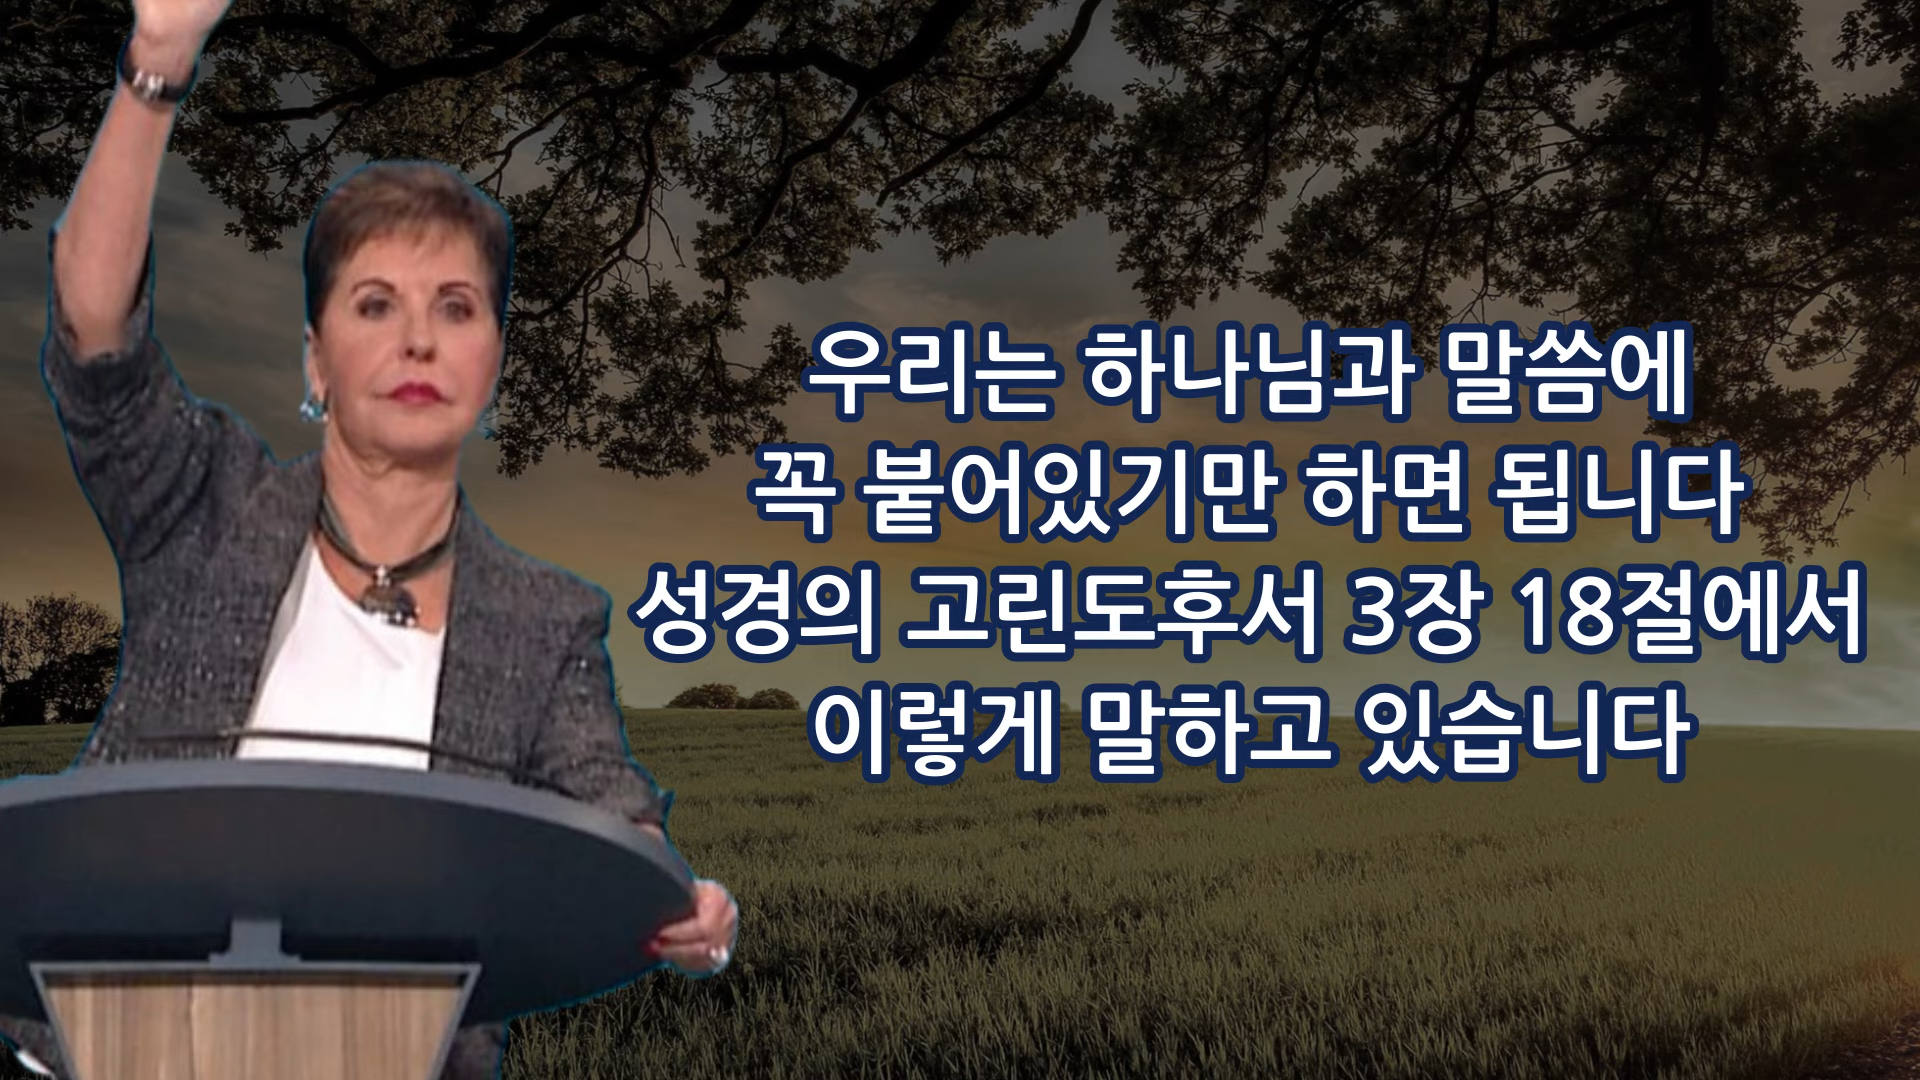 우리는 하나님과 말씀에
꼭 붙어있기만 하면 됩니다
성경의 고린도후서 3장 18절에서
이렇게 말하고 있습니다